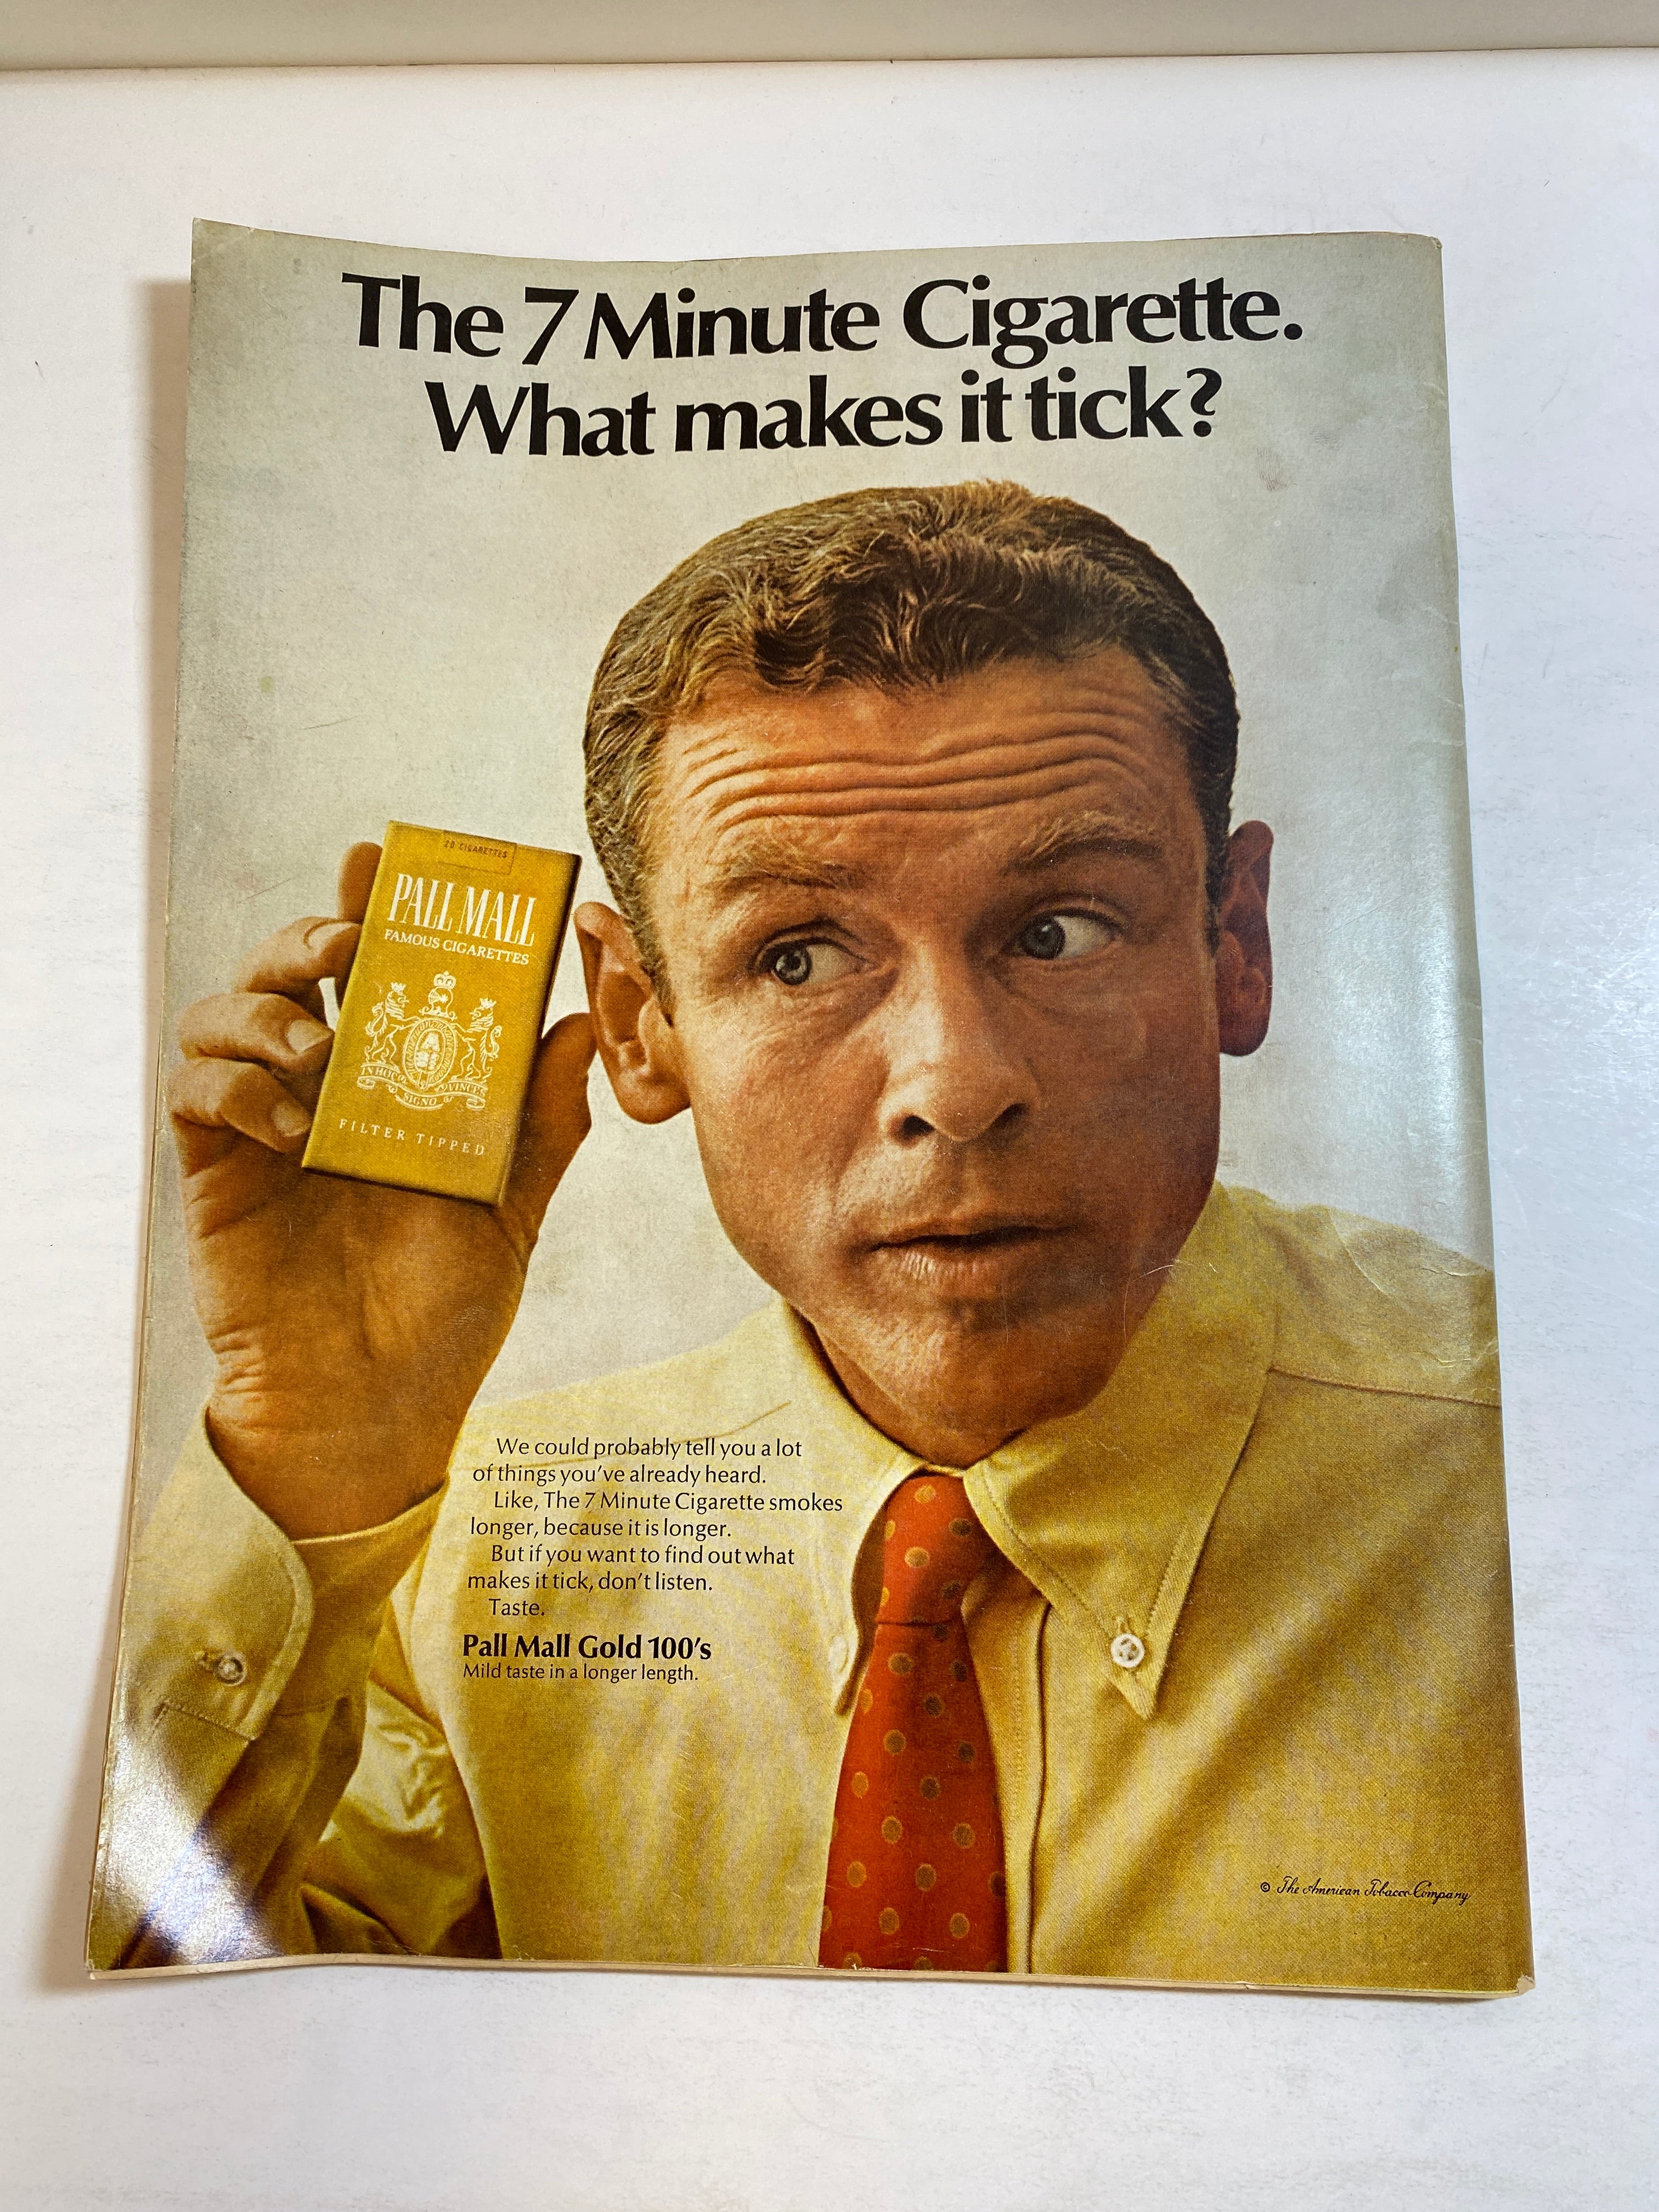 The 7 Minute Cigarette.
What makes it tick?
20 CIGARETTES
PALL MALL
FAMOUS CIGARETTES
IN HOC
SIGNO
VINCES
FILTER TIPPED
We could probably tell you a lot
of things you've already heard.
Like, The 7 Minute Cigarette smokes
longer, because it is longer.
But if you want to find out what
makes it tick, don't listen.
Taste.
Pall Mall Gold 100's
Mild taste in a longer length.
© The American Tobacco Company